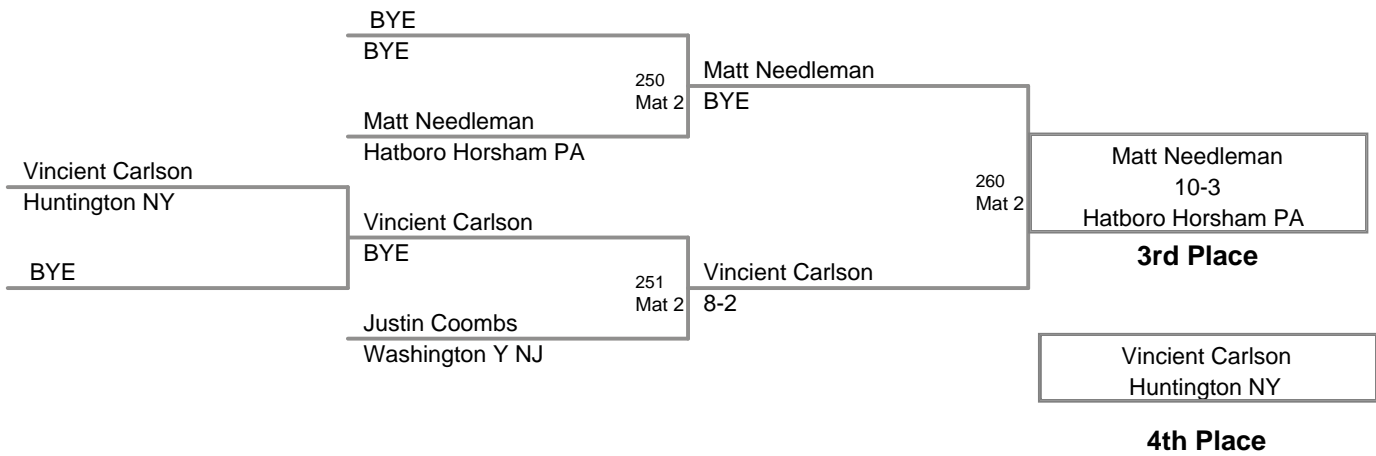 BYE
BYE
250
Mat 2
Matt Needleman
BYE
Matt Needleman
Hatboro Horsham PA
Vincient Carlson
Huntington NY
BYE
Vincient Carlson
BYE
251
Mat 2
Vincient Carlson
8-2
Justin Coombs
Washington Y NJ
260
Mat 2
Matt Needleman
10-3
Hatboro Horsham PA
3rd Place
Vincient Carlson
Huntington NY
4th Place